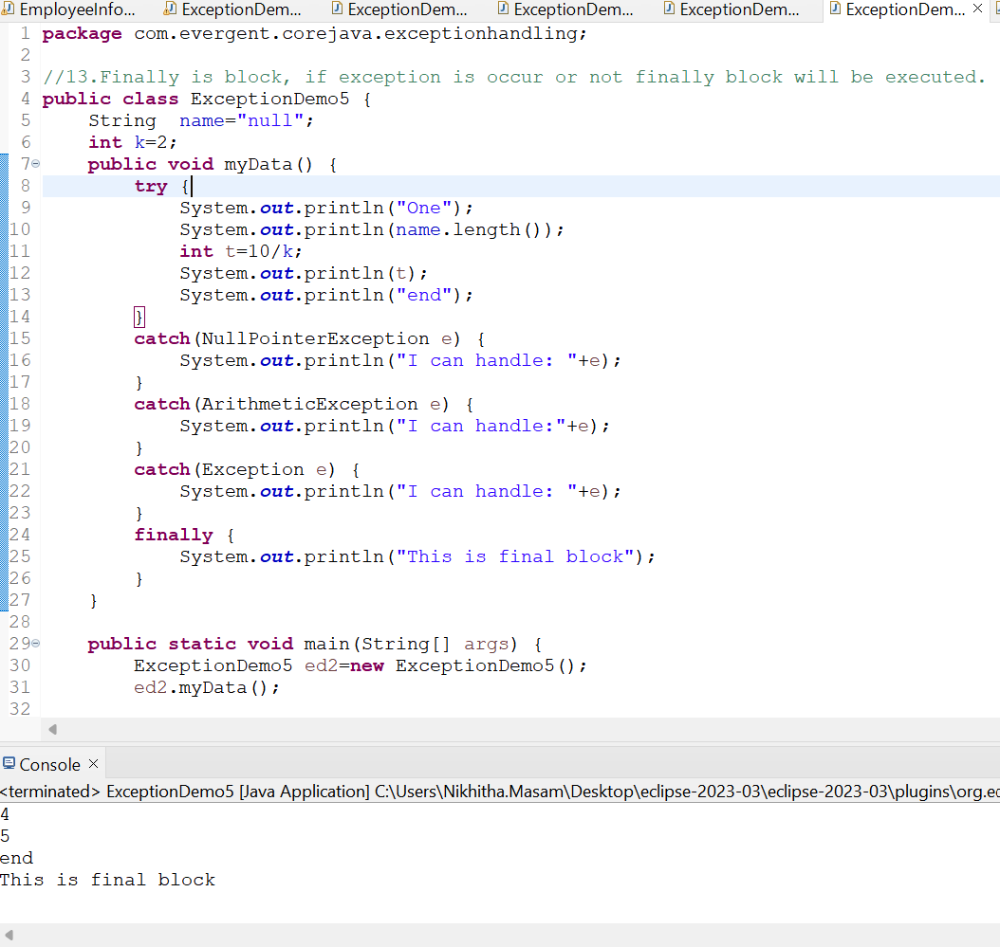 EmployeeInfo... ExceptionDem... ExceptionDem... ExceptionDem... ExceptionDem... ExceptionDem...
1 package com.evergent.corejava.exceptionhandling;
2
3 //13.Finally is block, if exception is occur or not finally block will be executed.
4 public class ExceptionDemo5 {
5     String  name="null";
6     int k=2;
7     public void myData() {
8         try {
9             System.out.println("One");
10             System.out.println(name.length());
11             int t=10/k;
12             System.out.println(t);
13             System.out.println("end");
14         }
15         catch(NullPointerException e) {
16             System.out.println("I can handle: "+e);
17         }
18         catch(ArithmeticException e) {
19             System.out.println("I can handle:"+e);
20         }
21         catch(Exception e) {
22             System.out.println("I can handle: "+e);
23         }
24         finally {
25             System.out.println("This is final block");
26         }
27     }
28
29     public static void main(String[] args) {
30         ExceptionDemo5 ed2=new ExceptionDemo5();
31         ed2.myData();
32
Console
<terminated> ExceptionDemo5 [Java Application] C:\Users\Nikhitha.Masam\Desktop\eclipse-2023-03\eclipse-2023-03\plugins\org.ec
4
5
end
This is final block